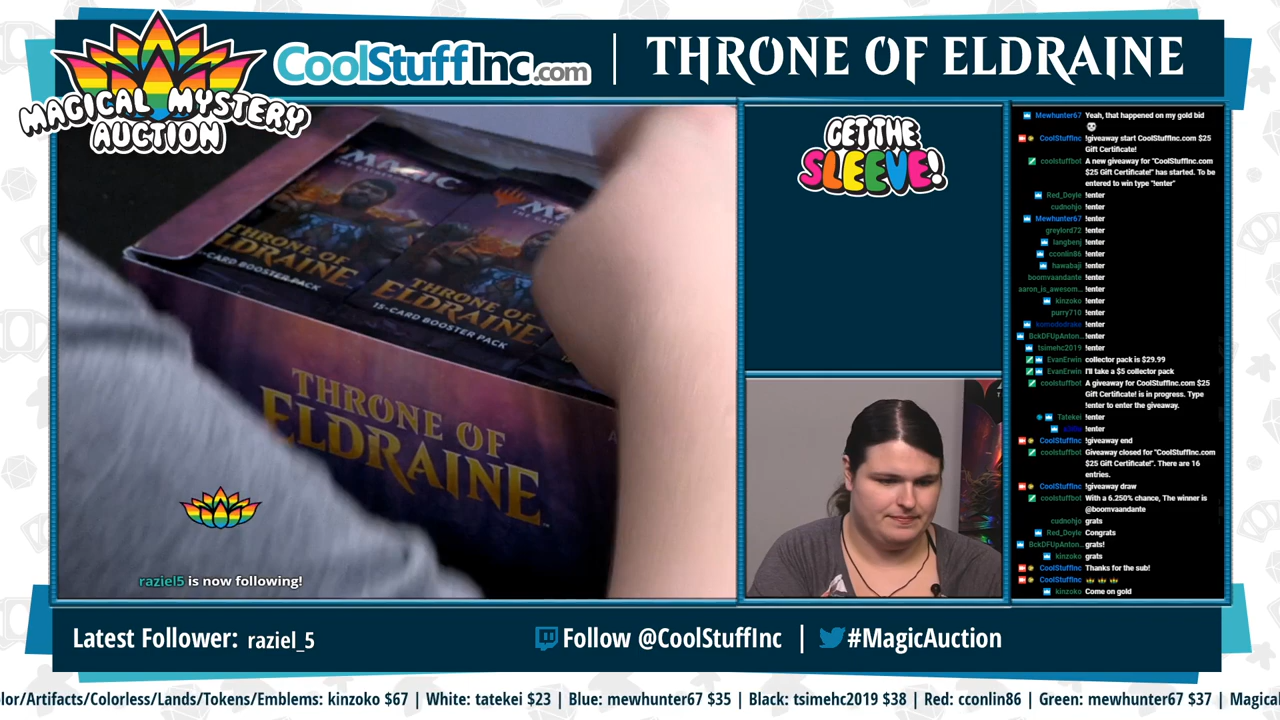 MAGICAL MYSTERY
AUCTION
CoolStuffInc.com
THRONE OF ELDRAINE
MAGIC
THRONE OF
ELDRAINE
CARD BOOSTER PACK
THRONE OF
ELDRAINE
CARD BOOSTER PACK
THRONE OF
ELDRAINE
raziel5 is now following!
GET THE
SLEEVE!
Mewhunter67 Yeah, that happened on my gold bid
CoolStuffInc !giveaway start CoolStuffInc.com $25
Gift Certificate!
coolstuffbot A new giveaway for "CoolStuffInc.com
$25 Gift Certificate!" has started. To be
entered to win type "!enter"
Red_Doyle !enter
cudnohjo !enter
Mewhunter67 !enter
greylord72 !enter
langbenj !enter
cconlin86 !enter
hawabaji !enter
boomvaandante !enter
aaron_is_awesom... !enter
kinzoko !enter
purry710 !enter
komododrake !enter
BckDFUpAnton... !enter
tsimehc2019 !enter
EvanErwin collector pack is $29.99
EvanErwin I'll take a $5 collector pack
coolstuffbot A giveaway for CoolStuffInc.com $25
Gift Certificate! is in progress. Type
!enter to enter the giveaway.
Tatekei !enter
!enter
CoolStuffInc !giveaway end
coolstuffbot Giveaway closed for "CoolStuffInc.com
$25 Gift Certificate!". There are 16
entries.
CoolStuffInc !giveaway draw
coolstuffbot With a 6.250% chance, The winner is
@boomvaandante
cudnohjo grats
Red_Doyle Congrats
BckDFUpAnton... grats!
kinzoko grats
CoolStuffInc Thanks for the sub!
CoolStuffInc
kinzoko Come on gold
Latest Follower: raziel_5
Follow @CoolStuffInc | #MagicAuction
olor/Artifacts/Colorless/Lands/Tokens/Emblems: kinzoko $67 | White: tatekei $23 | Blue: mewhunter67 $35 | Black: tsimehc2019 $38 | Red: cconlin86 | Green: mewhunter67 $37 | Magical